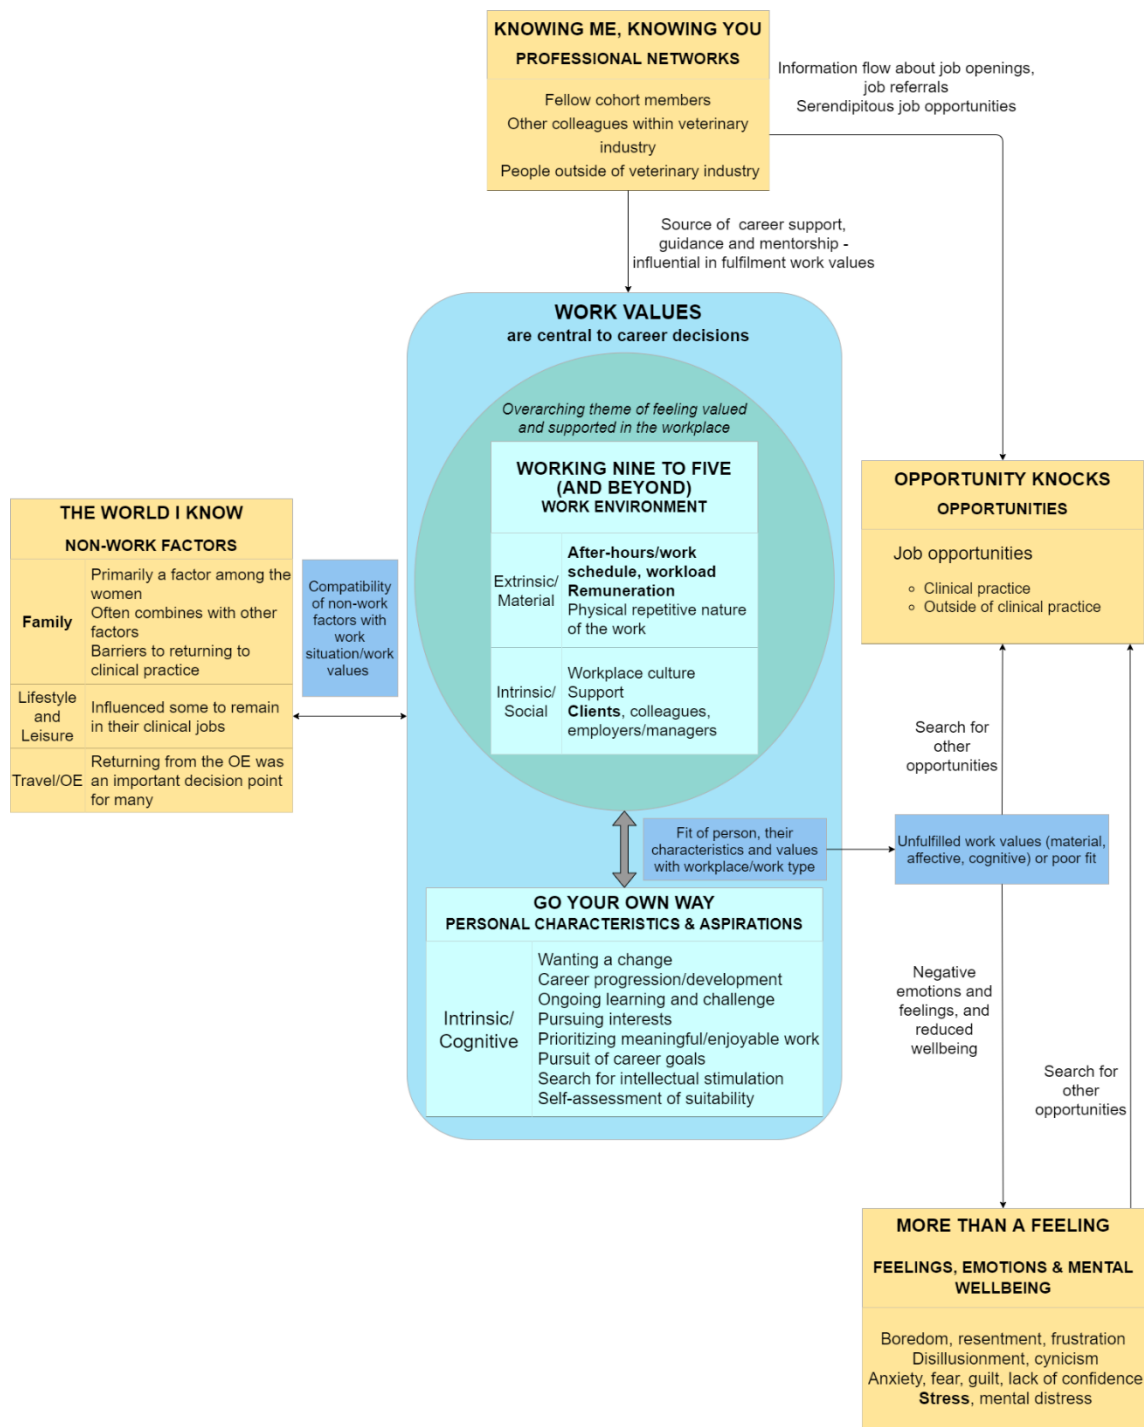 KNOWING ME, KNOWING YOU
PROFESSIONAL NETWORKS
Fellow cohort members
Other colleagues within veterinary
industry
People outside of veterinary industry
Information flow about job openings,
job referrals
Serendipitous job opportunities
Source of career support,
guidance and mentorship -
influential in fulfilment work values
WORK VALUES
are central to career decisions
Overarching theme of feeling valued
and supported in the workplace
WORKING NINE TO FIVE
(AND BEYOND)
WORK ENVIRONMENT
Extrinsic/
Material
After-hours/work
schedule, workload
Remuneration
Physical repetitive nature
of the work
Intrinsic/
Social
Workplace culture
Support
Clients, colleagues,
employers/managers
THE WORLD I KNOW
NON-WORK FACTORS
Family
Primarily a factor among the
women
Often combines with other
factors
Barriers to returning to
clinical practice
Lifestyle
and
Leisure
Influenced some to remain
in their clinical jobs
Travel/OE
Returning from the OE was
an important decision point
for many
Compatibility
of non-work
factors with
work
situation/work
values
OPPORTUNITY KNOCKS
OPPORTUNITIES
Job opportunities
Clinical practice
Outside of clinical practice
Search for
other
opportunities
Fit of person, their
characteristics and values
with workplace/work type
Unfulfilled work values (material,
affective, cognitive) or poor fit
GO YOUR OWN WAY
PERSONAL CHARACTERISTICS & ASPIRATIONS
Intrinsic/
Cognitive
Wanting a change
Career progression/development
Ongoing learning and challenge
Pursuing interests
Prioritizing meaningful/enjoyable work
Pursuit of career goals
Search for intellectual stimulation
Self-assessment of suitability
Negative
emotions and
feelings, and
reduced
wellbeing
Search for
other
opportunities
MORE THAN A FEELING
FEELINGS, EMOTIONS & MENTAL
WELLBEING
Boredom, resentment, frustration
Disillusionment, cynicism
Anxiety, fear, guilt, lack of confidence
Stress, mental distress